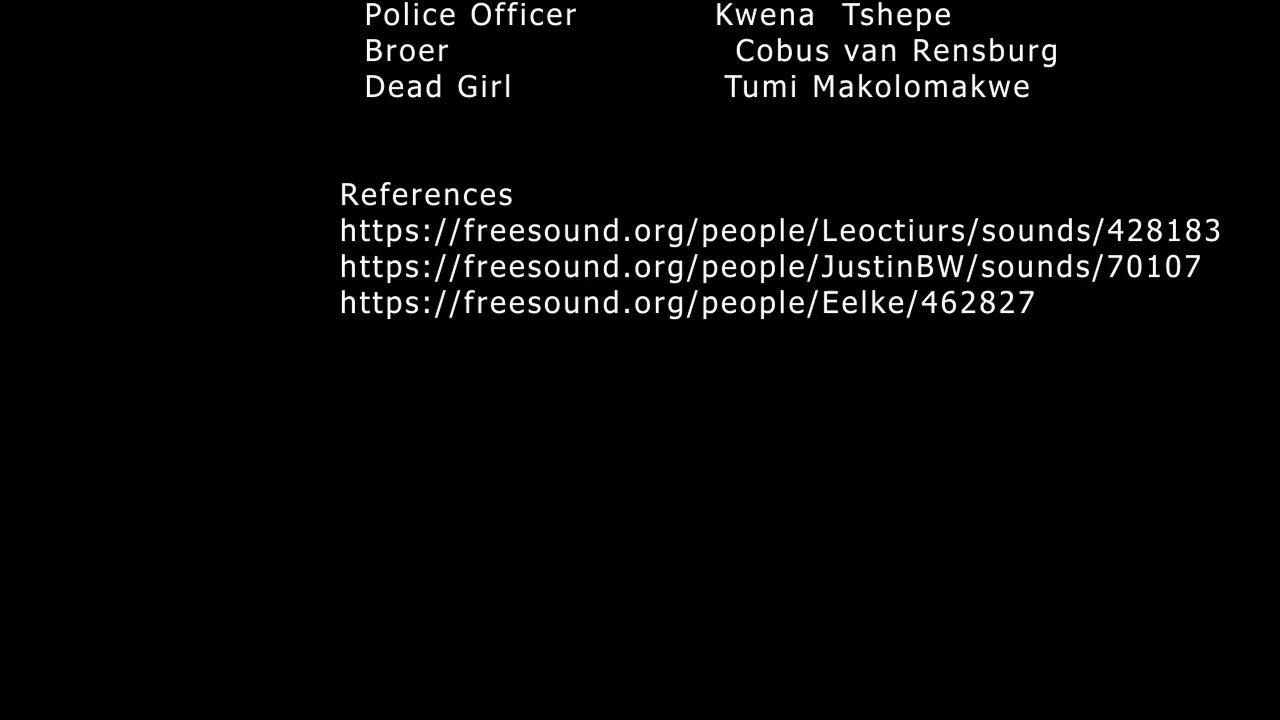 Police Officer Kwena Tshepe
Broer Cobus van Rensburg
Dead Girl Tumi Makolomakwe
References
https://freesound.org/people/Leoctiurs/sounds/428183
https://freesound.org/people/JustinBW/sounds/70107
https://freesound.org/people/Eelke/462827